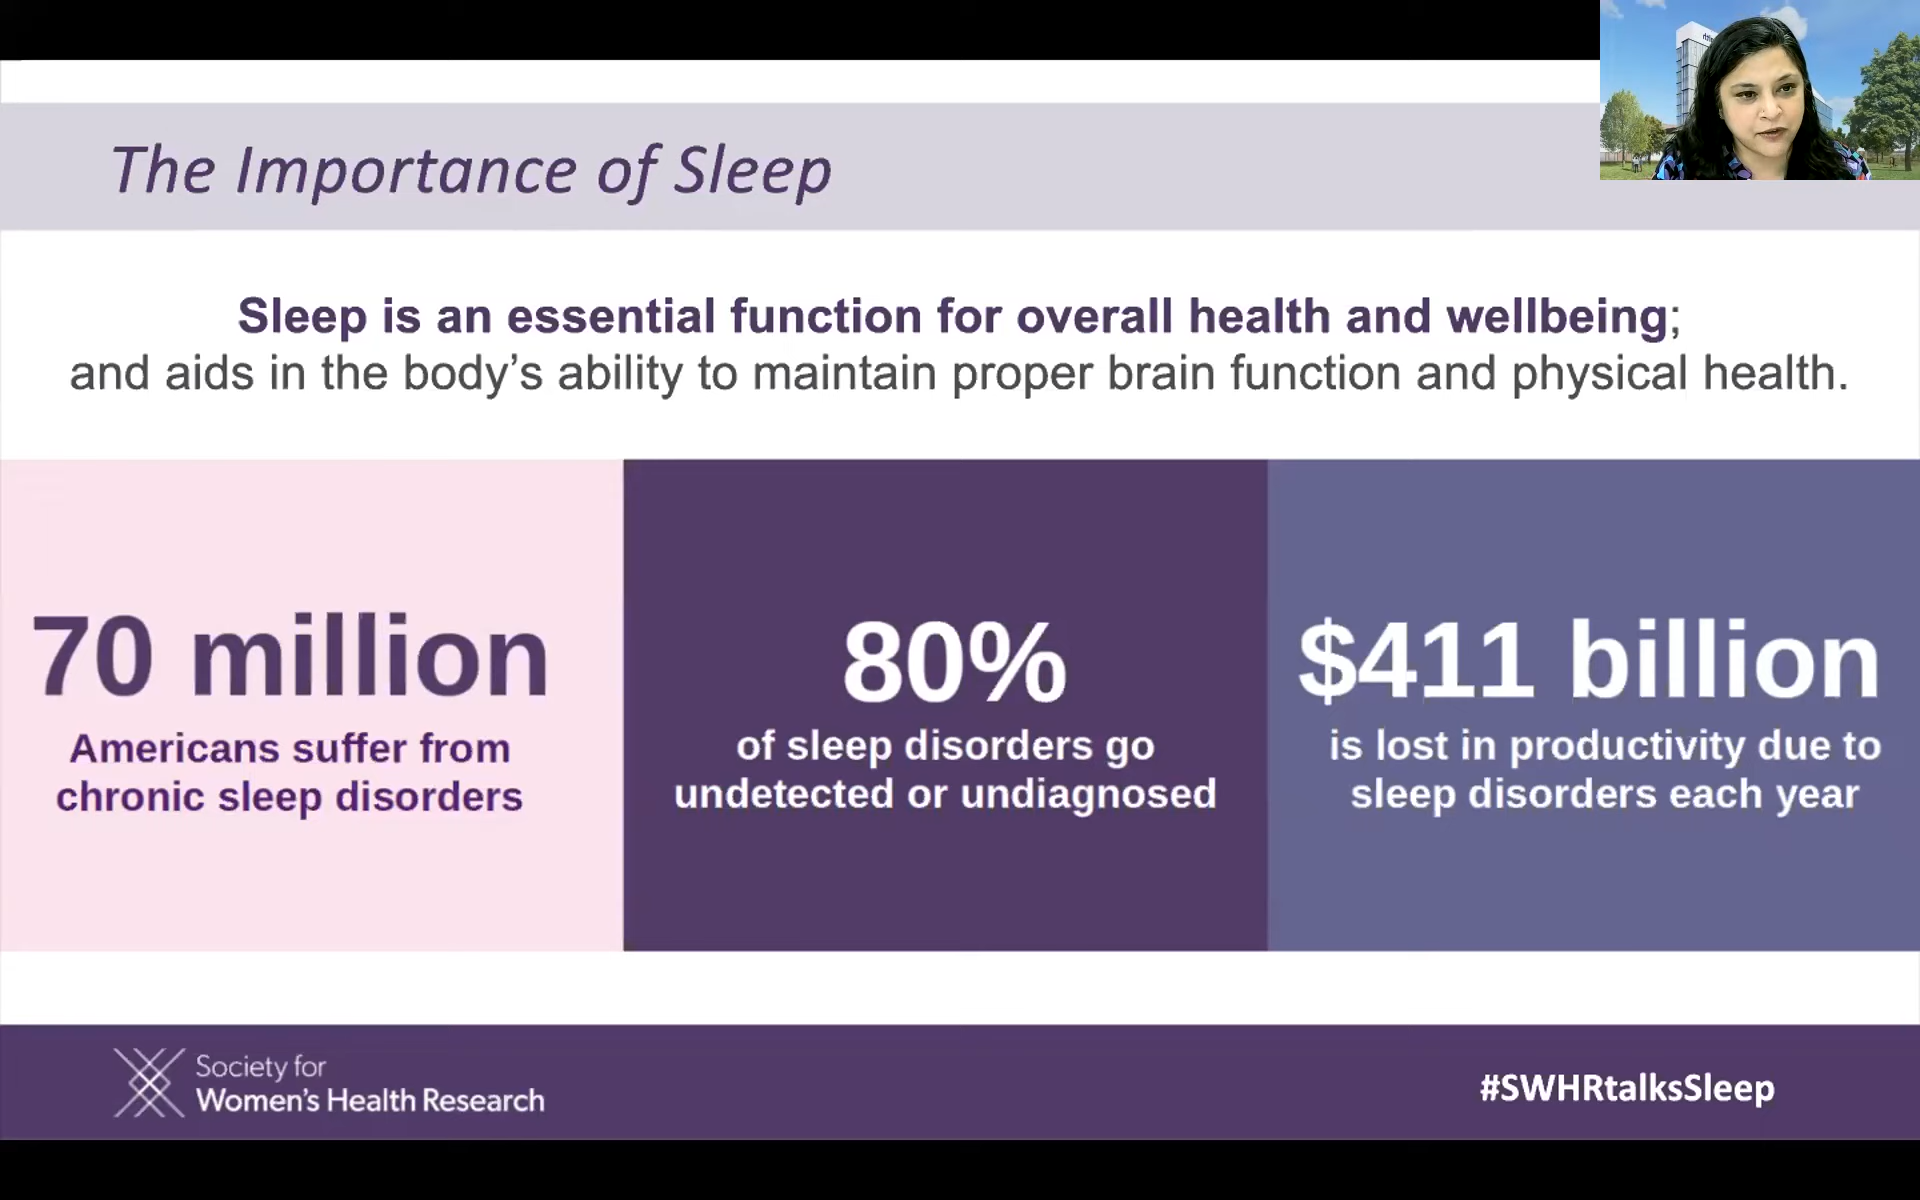 The Importance of Sleep
Sleep is an essential function for overall health and wellbeing;
and aids in the body’s ability to maintain proper brain function and physical health.
70 million
Americans suffer from
chronic sleep disorders
80%
of sleep disorders go
undetected or undiagnosed
$411 billion
is lost in productivity due to
sleep disorders each year
Society for
Women's Health Research
#SWHRtalksSleep